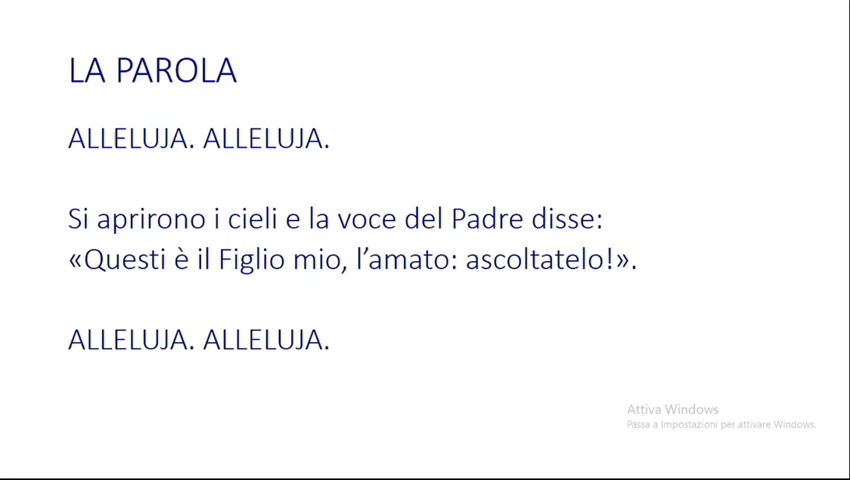 LA PAROLA
ALLELUJA. ALLELUJA.
Si aprirono i cieli e la voce del Padre disse:
«Questi è il Figlio mio, l’amato: ascoltatelo!».
ALLELUJA. ALLELUJA.
Attiva Windows
Passa a Impostazioni per attivare Windows.